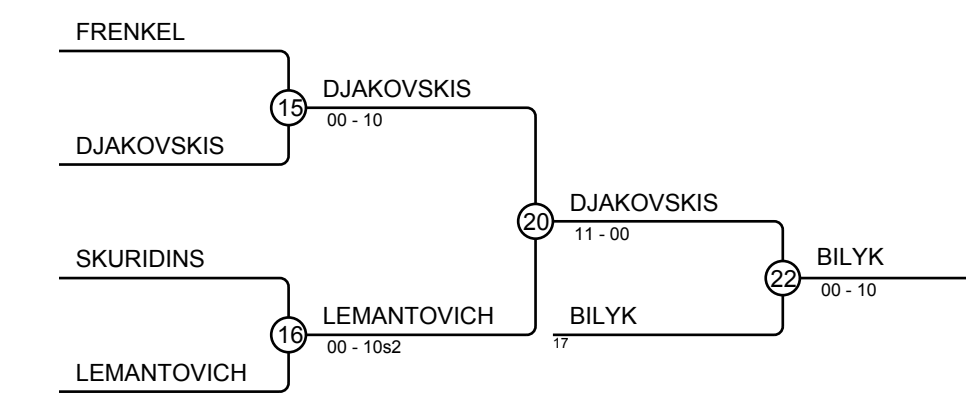 FRENKEL
15
DJAKOVSKIS
00 - 10
DJAKOVSKIS
20
DJAKOVSKIS
11 - 00
SKURIDINS
16
LEMANTOVICH
00 - 10s2
LEMANTOVICH
BILYK
17
22
BILYK
00 - 10